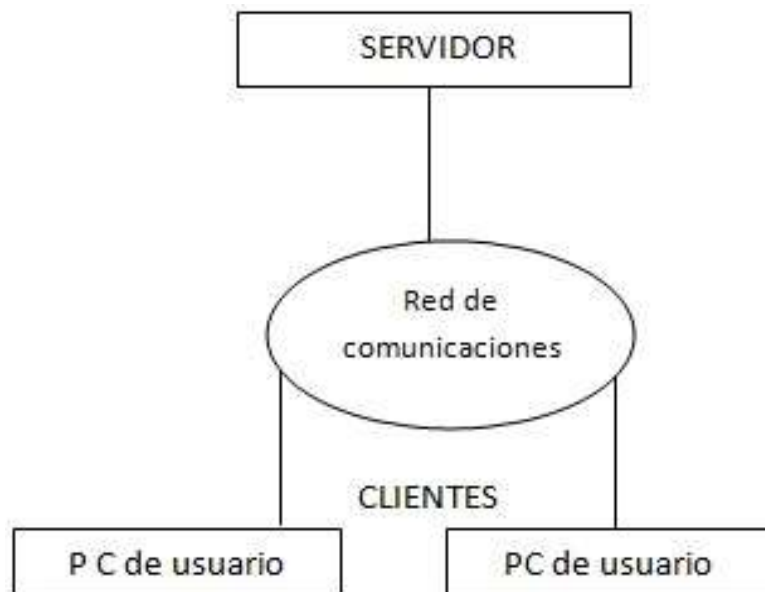 SERVIDOR
Red de
comunicaciones
CLIENTES
P C de usuario
PC de usuario